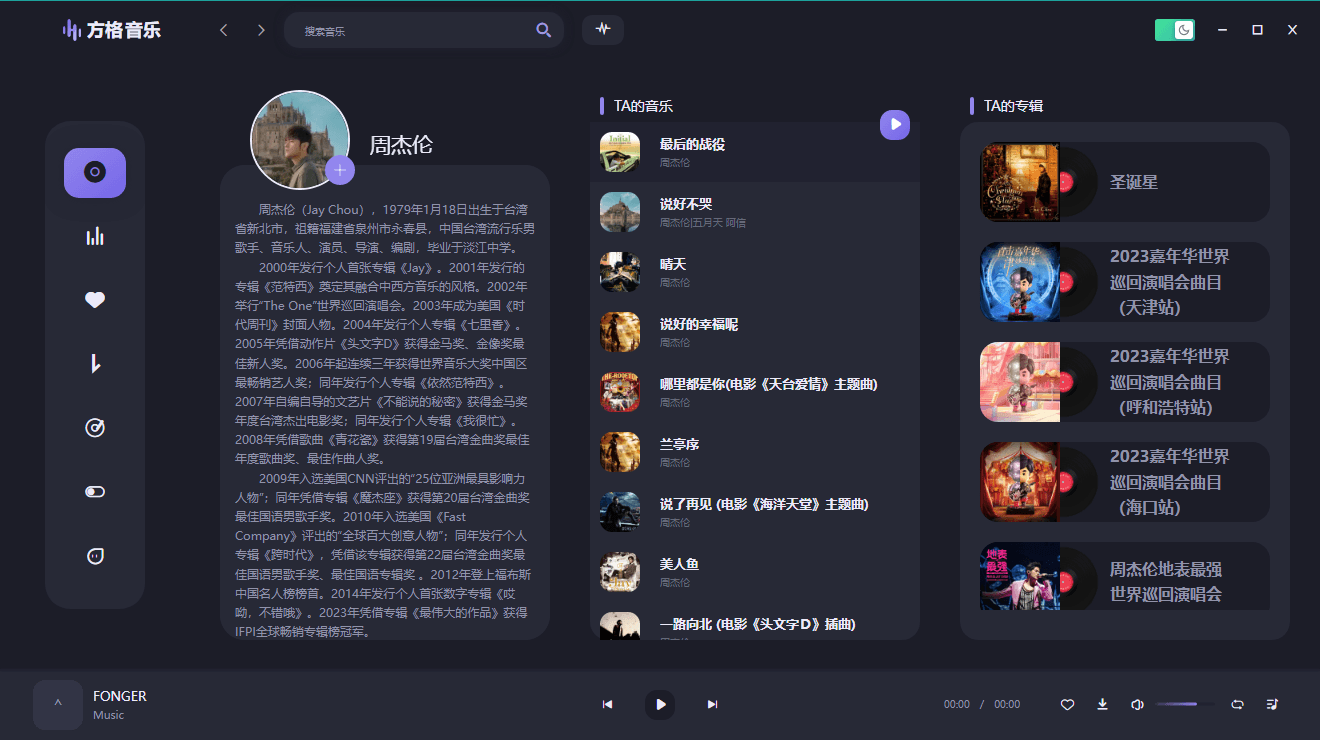 方格音乐
搜索音乐
周杰伦
周杰伦（Jay Chou），1979年1月18日出生于台湾
省新北市，祖籍福建省泉州市永春县，中国台湾流行乐男
歌手、音乐人、演员、导演、编剧，毕业于淡江中学。
2000年发行个人首张专辑《Jay》。2001年发行的
专辑《范特西》奠定其融合中西方音乐的风格。2002年
举行“The One”世界巡回演唱会。2003年成为美国《时
代周刊》封面人物。2004年发行个人专辑《七里香》。
2005年凭借动作片《头文字D》获得金马奖、金像奖最
佳新人奖。2006年起连续三年获得世界音乐大奖中国区
最畅销艺人奖；同年发行个人专辑《依然范特西》。
2007年自编自导的文艺片《不能说的秘密》获得金马奖
年度台湾杰出电影奖；同年发行个人专辑《我很忙》。
2008年凭借歌曲《青花瓷》获得第19届台湾金曲奖最佳
年度歌曲奖、最佳作曲人奖。
2009年入选美国CNN评出的“25位亚洲最具影响力
人物”；同年凭借专辑《魔杰座》获得第20届台湾金曲奖
最佳国语男歌手奖。2010年入选美国《Fast
Company》评出的“全球百大创意人物”；同年发行个人
专辑《跨时代》，凭借该专辑获得第22届台湾金曲奖最
佳国语男歌手奖、最佳国语专辑奖 。2012年登上福布斯
中国名人榜榜首。2014年发行个人首张数字专辑《哎
呦，不错哦》。2023年凭借专辑《最伟大的作品》获得
IFPI全球畅销专辑榜冠军。
TA的音乐
最后的战役
周杰伦
说好不哭
周杰伦|五月天 阿信
晴天
周杰伦
说好的幸福呢
周杰伦
哪里都是你(电影《天台爱情》主题曲)
周杰伦
兰亭序
周杰伦
说了再见 (电影《海洋天堂》主题曲)
周杰伦
美人鱼
周杰伦
一路向北 (电影《头文字Ｄ》插曲)
TA的专辑
圣诞星
2023嘉年华世界
巡回演唱会曲目
（天津站）
2023嘉年华世界
巡回演唱会曲目
（呼和浩特站）
2023嘉年华世界
巡回演唱会曲目
（海口站）
地表
最强
周杰伦地表最强
世界巡回演唱会
FONGER
Music
00:00 / 00:00